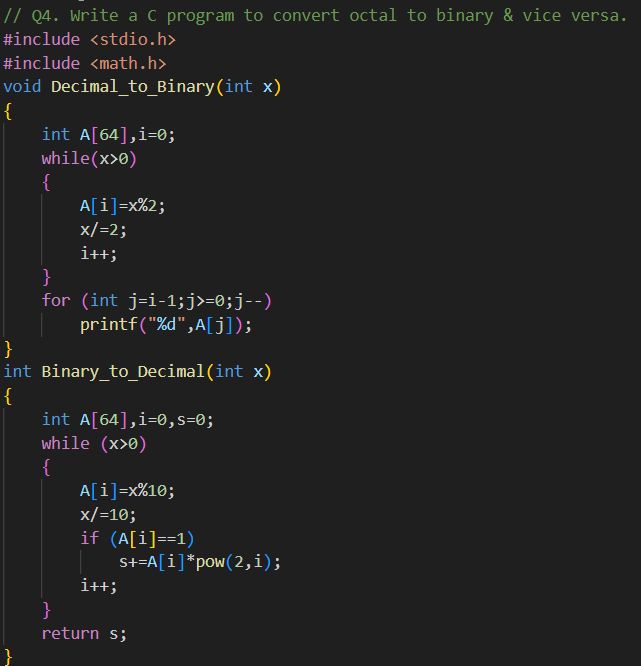 // Q4. Write a C program to convert octal to binary & vice versa.
#include <stdio.h>
#include <math.h>
void Decimal_to_Binary(int x)
{
    int A[64],i=0;
    while(x>0)
    {
        A[i]=x%2;
        x/=2;
        i++;
    }
    for (int j=i-1;j>=0;j--)
        printf("%d",A[j]);
}
int Binary_to_Decimal(int x)
{
    int A[64],i=0,s=0;
    while (x>0)
    {
        A[i]=x%10;
        x/=10;
        if (A[i]==1)
            s+=A[i]*pow(2,i);
        i++;
    }
    return s;
}